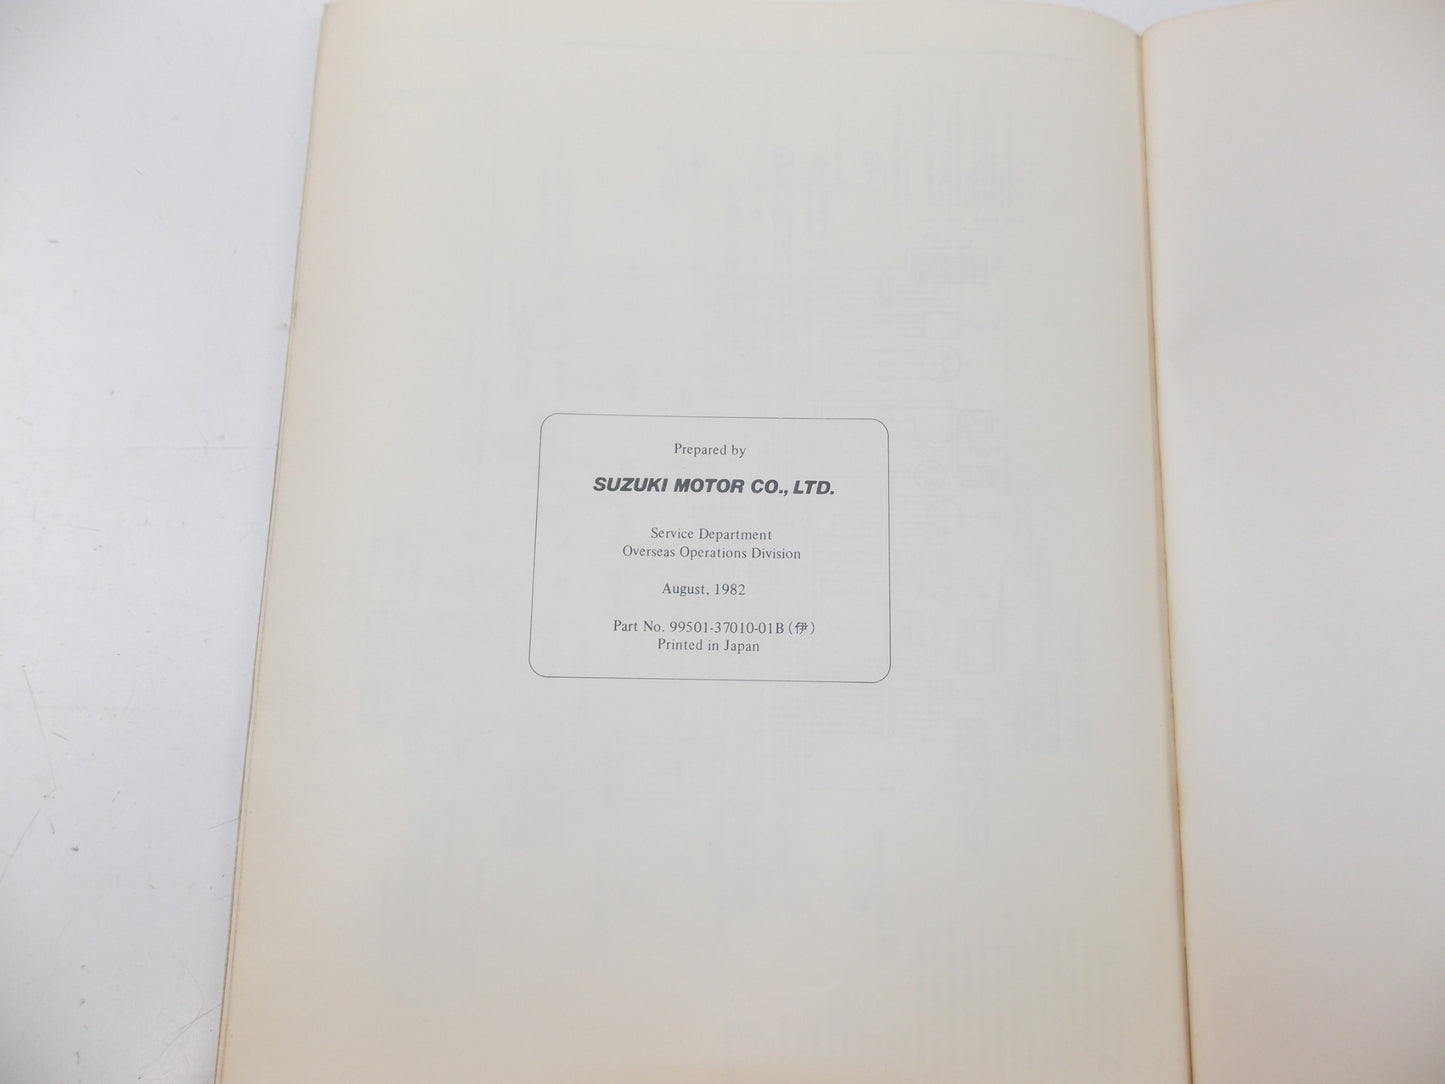 Prepared by
SUZUKI MOTOR CO., LTD.
Service Department
Overseas Operations Division
August, 1982
Part No. 99501-37010-01B (伊)
Printed in Japan